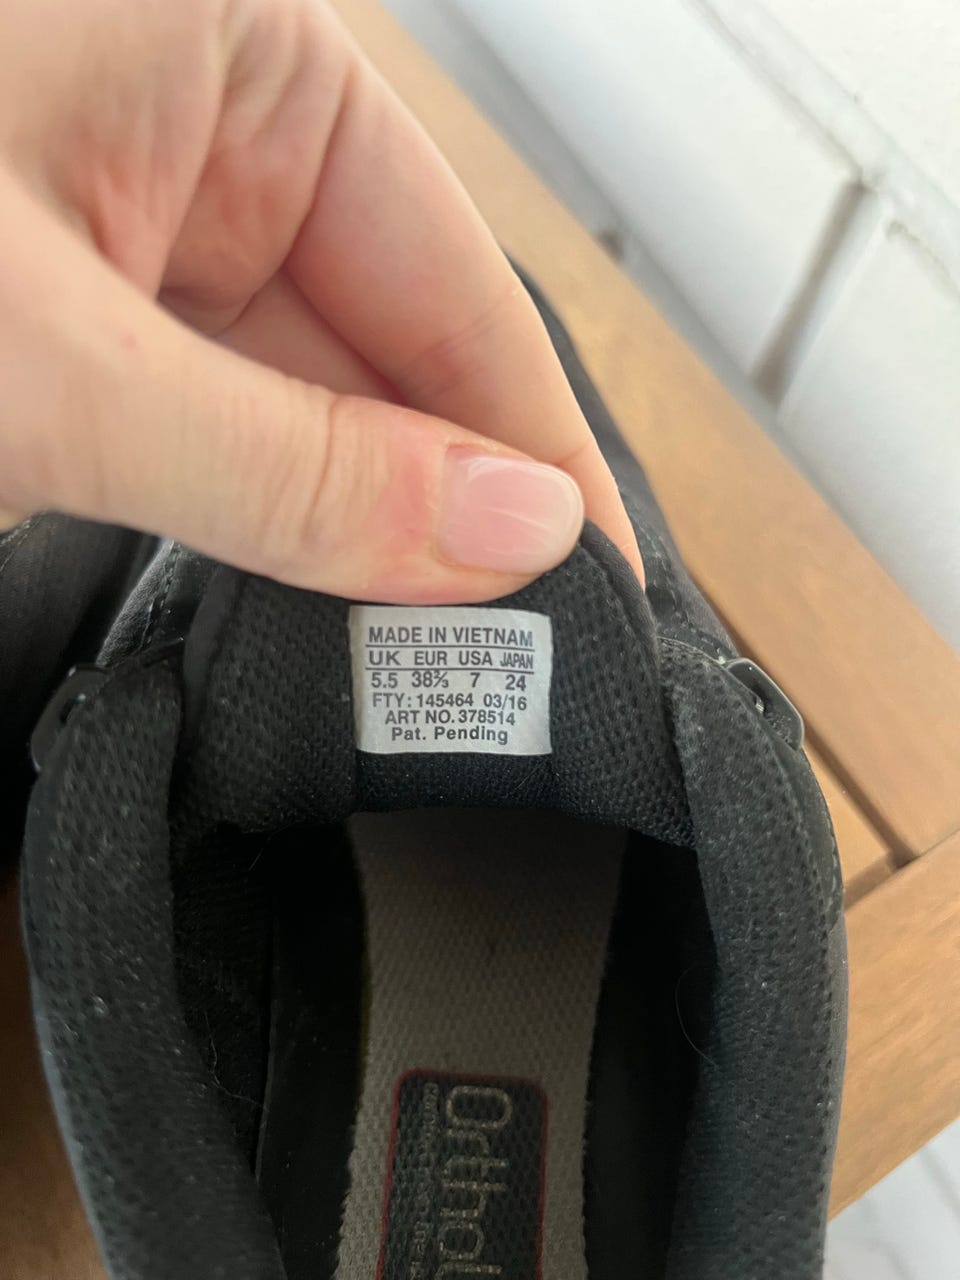 MADE IN VIETNAM
UK EUR USA JAPAN
5.5 38⅔ 7 24
FTY: 145464 03/16
ART NO. 378514
Pat. Pending
Ortho